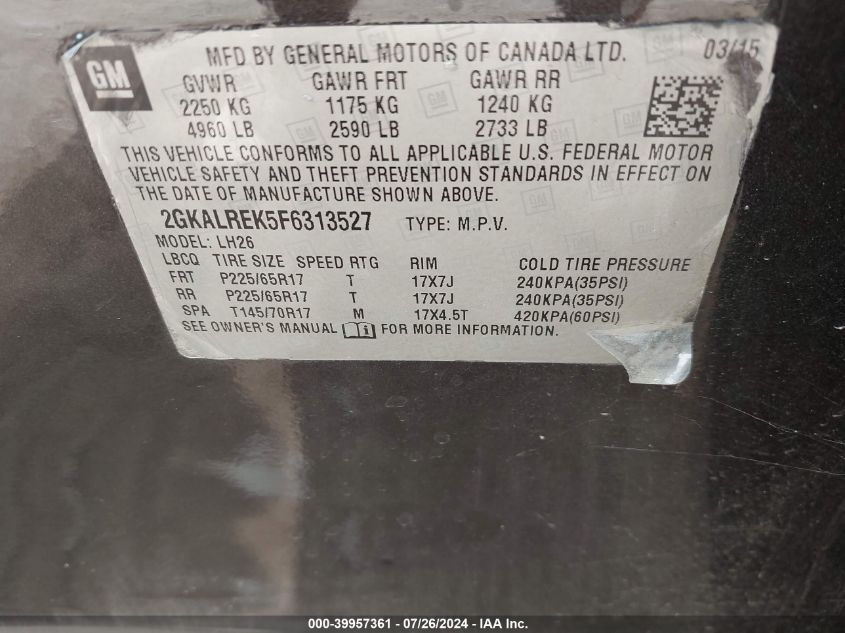 GM
MFD BY GENERAL MOTORS OF CANADA LTD. 03/15
GVWR GAWR FRT GAWR RR
2250 KG 1175 KG 1240 KG
4960 LB 2590 LB 2733 LB
THIS VEHICLE CONFORMS TO ALL APPLICABLE U.S. FEDERAL MOTOR
VEHICLE SAFETY AND THEFT PREVENTION STANDARDS IN EFFECT ON
THE DATE OF MANUFACTURE SHOWN ABOVE.
2GKALREK5F6313527 TYPE: M.P.V.
MODEL: LH26
LBCQ TIRE SIZE SPEED RTG RIM COLD TIRE PRESSURE
FRT P225/65R17 T 17X7J 240KPA(35PSI)
RR P225/65R17 T 17X7J 240KPA(35PSI)
SPA T145/70R17 M 17X4.5T 420KPA(60PSI)
SEE OWNER'S MANUAL FOR MORE INFORMATION.
000-39957361 - 07/26/2024 - IAA Inc.